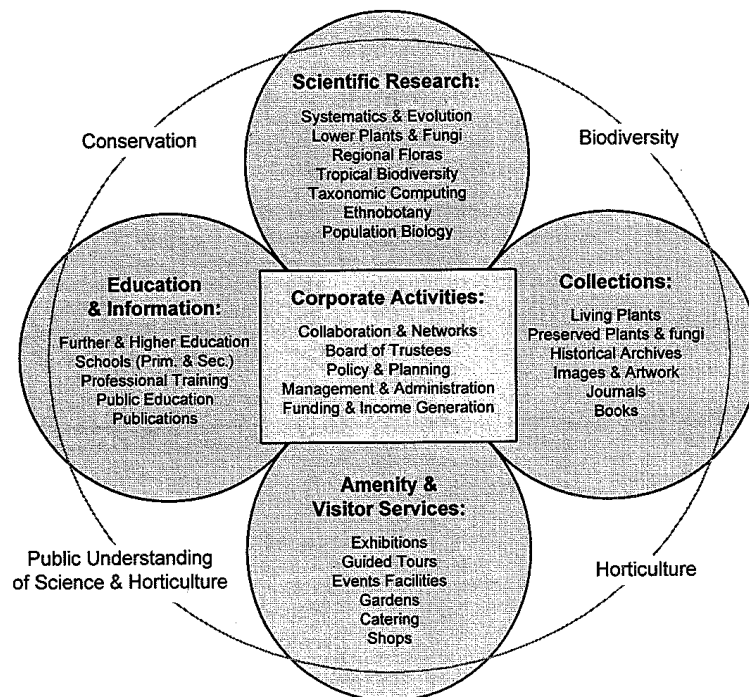 Scientific Research:
Systematics & Evolution
Lower Plants & Fungi
Regional Floras
Tropical Biodiversity
Taxonomic Computing
Ethnobotany
Population Biology
Conservation
Biodiversity
Education
& Information:
Further & Higher Education
Schools (Prim. & Sec.)
Professional Training
Public Education
Publications
Corporate Activities:
Collaboration & Networks
Board of Trustees
Policy & Planning
Management & Administration
Funding & Income Generation
Collections:
Living Plants
Preserved Plants & fungi
Historical Archives
Images & Artwork
Journals
Books
Amenity &
Visitor Services:
Exhibitions
Guided Tours
Events Facilities
Gardens
Catering
Shops
Public Understanding
of Science & Horticulture
Horticulture